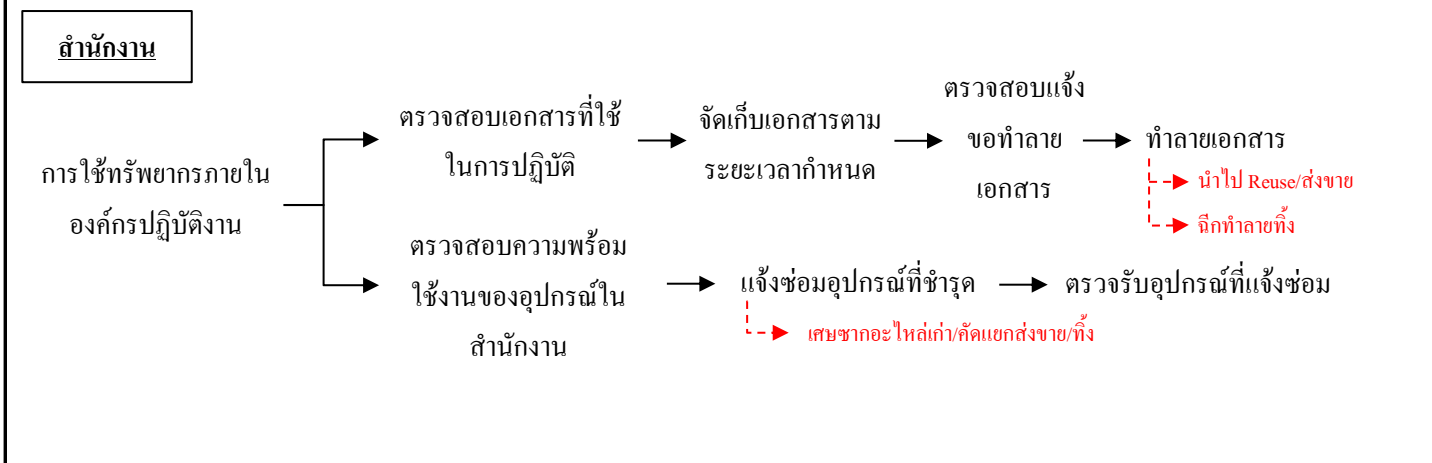 สำนักงาน
การใช้ทรัพยากรภายใน
องค์กรปฏิบัติงาน
ตรวจสอบเอกสารที่ใช้
ในการปฏิบัติ
จัดเก็บเอกสารตาม
ระยะเวลากำหนด
ตรวจสอบแจ้ง
ขอทำลาย
เอกสาร
ทำลายเอกสาร
นำไป Reuse/ส่งขาย
ฉีกทำลายทิ้ง
ตรวจสอบความพร้อม
ใช้งานของอุปกรณ์ใน
สำนักงาน
แจ้งซ่อมอุปกรณ์ที่ชำรุด
เศษซากอะไหล่เก่า/คัดแยกส่งขาย/ทิ้ง
ตรวจรับอุปกรณ์ที่แจ้งซ่อม